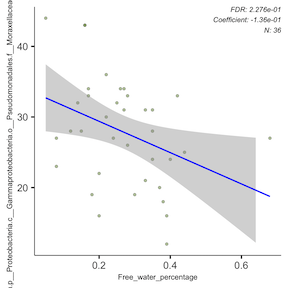 FDR: 2.276e-01
Coefficient: -1.36e-01
N: 36
o.p__Proteobacteria.c__Gammaproteobacteria.o__Pseudomonadales.f__Moraxellaceae
40
30
20
0.2
0.4
0.6
Free_water_percentage